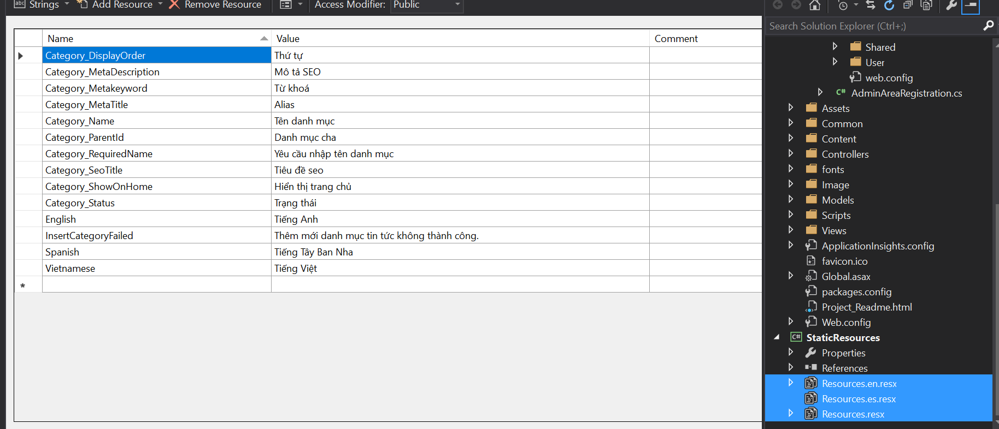 abc Strings Add Resource Remove Resource Access Modifier: Public
Name Value Comment
Category_DisplayOrder Thứ tự
Category_MetaDescription Mô tả SEO
Category_Metakeyword Từ khoá
Category_MetaTitle Alias
Category_Name Tên danh mục
Category_ParentId Danh mục cha
Category_RequiredName Yêu cầu nhập tên danh mục
Category_SeoTitle Tiêu đề seo
Category_ShowOnHome Hiển thị trang chủ
Category_Status Trạng thái
English Tiếng Anh
InsertCategoryFailed Thêm mới danh mục tin tức không thành công.
Spanish Tiếng Tây Ban Nha
Vietnamese Tiếng Việt
*
Search Solution Explorer (Ctrl+;)
Shared
User
web.config
C# AdminAreaRegistration.cs
Assets
Common
Content
Controllers
fonts
Image
Models
Scripts
Views
ApplicationInsights.config
favicon.ico
Global.asax
packages.config
Project_Readme.html
Web.config
C# StaticResources
Properties
References
Resources.en.resx
Resources.es.resx
Resources.resx